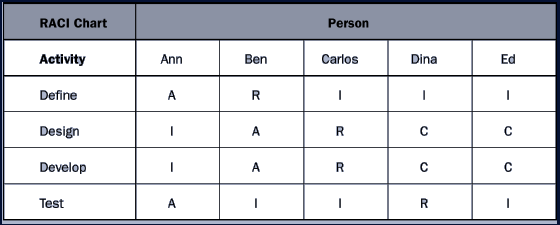 RACI Chart Person
Activity Ann Ben Carlos Dina Ed
Define A R I I I
Design I A R C C
Develop I A R C C
Test A I I R I